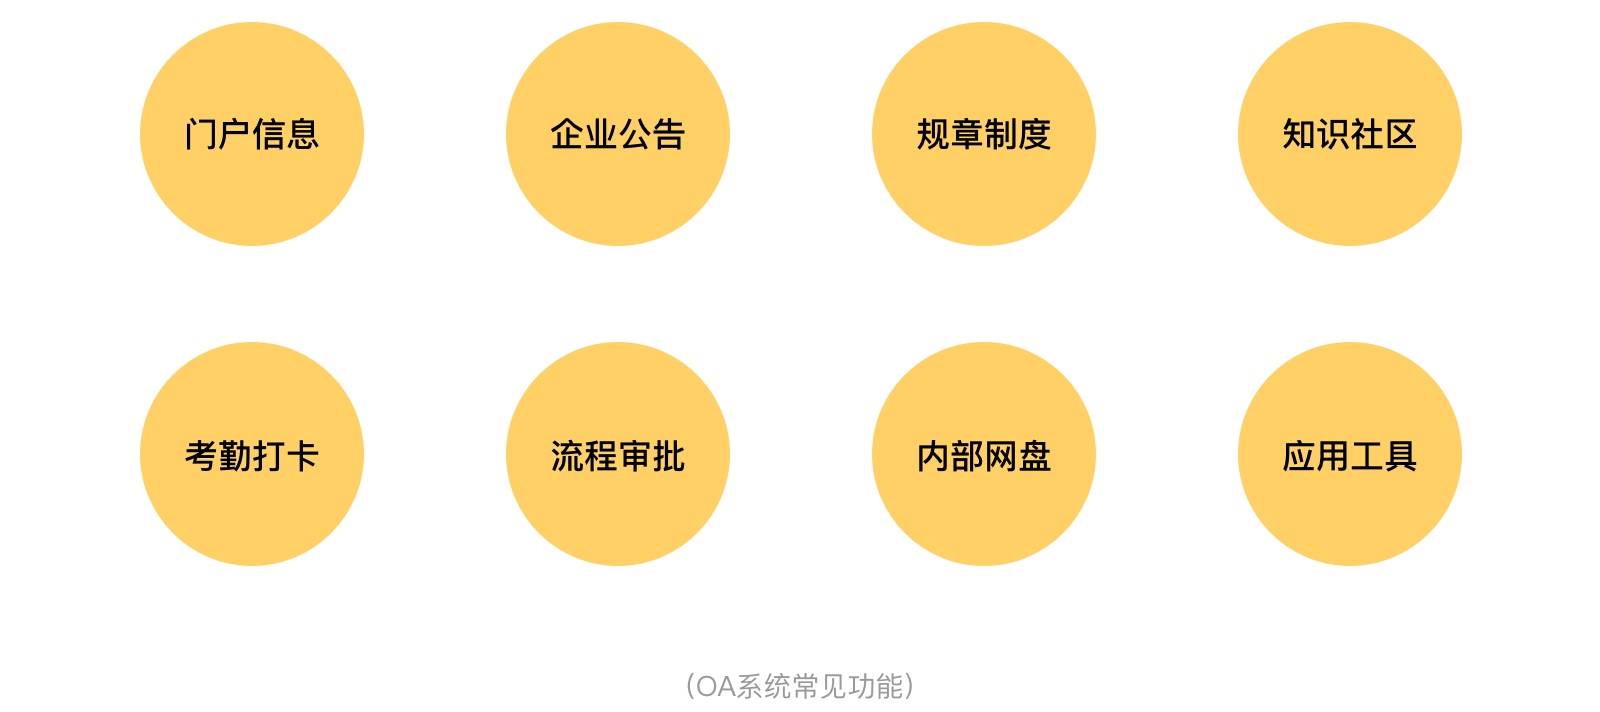 门户信息
企业公告
规章制度
知识社区
考勤打卡
流程审批
内部网盘
应用工具
（OA系统常见功能）